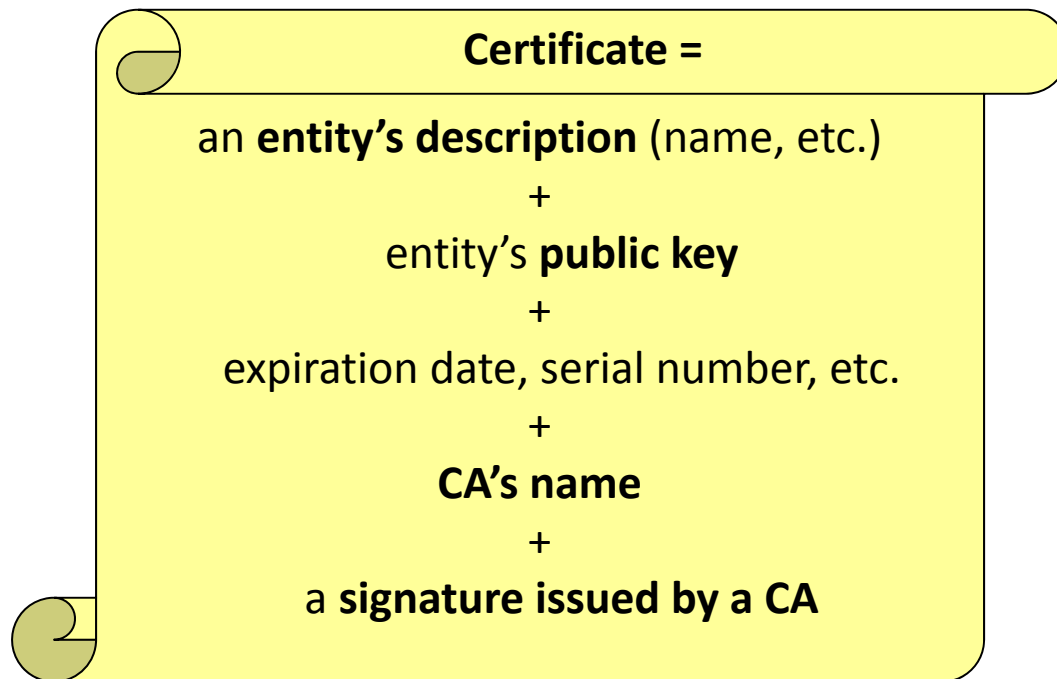 Certificate =
an entity’s description (name, etc.)
+
entity’s public key
+
expiration date, serial number, etc.
+
CA’s name
+
a signature issued by a CA